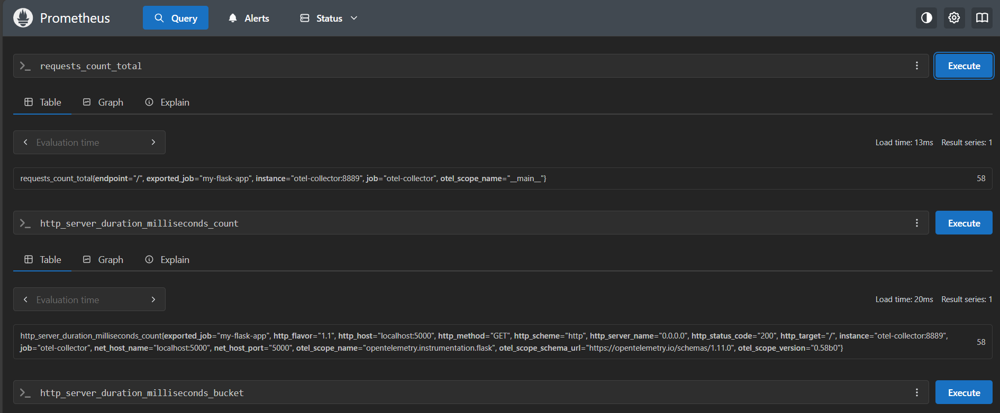 Prometheus Query Alerts Status
requests_count_total Execute
Table Graph Explain
Evaluation time Load time: 13ms Result series: 1
requests_count_total{endpoint="/", exported_job="my-flask-app", instance="otel-collector:8889", job="otel-collector", otel_scope_name="__main__"} 58
http_server_duration_milliseconds_count Execute
Table Graph Explain
Evaluation time Load time: 20ms Result series: 1
http_server_duration_milliseconds_count{exported_job="my-flask-app", http_flavor="1.1", http_host="localhost:5000", http_method="GET", http_scheme="http", http_server_name="0.0.0.0", http_status_code="200", http_target="/", instance="otel-collector:8889",
job="otel-collector", net_host_name="localhost:5000", net_host_port="5000", otel_scope_name="opentelemetry.instrumentation.flask", otel_scope_schema_url="https://opentelemetry.io/schemas/1.11.0", otel_scope_version="0.58b0"} 58
http_server_duration_milliseconds_bucket Execute